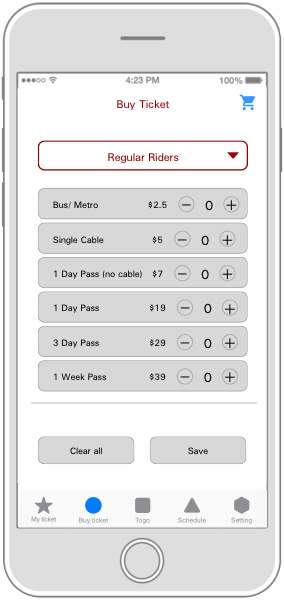 4:23 PM 100%
Buy Ticket
Regular Riders
Bus/ Metro $2.5 0
Single Cable $5 0
1 Day Pass (no cable) $7 0
1 Day Pass $19 0
3 Day Pass $29 0
1 Week Pass $39 0
Clear all Save
My ticket Buy ticket Togo Schedule Setting